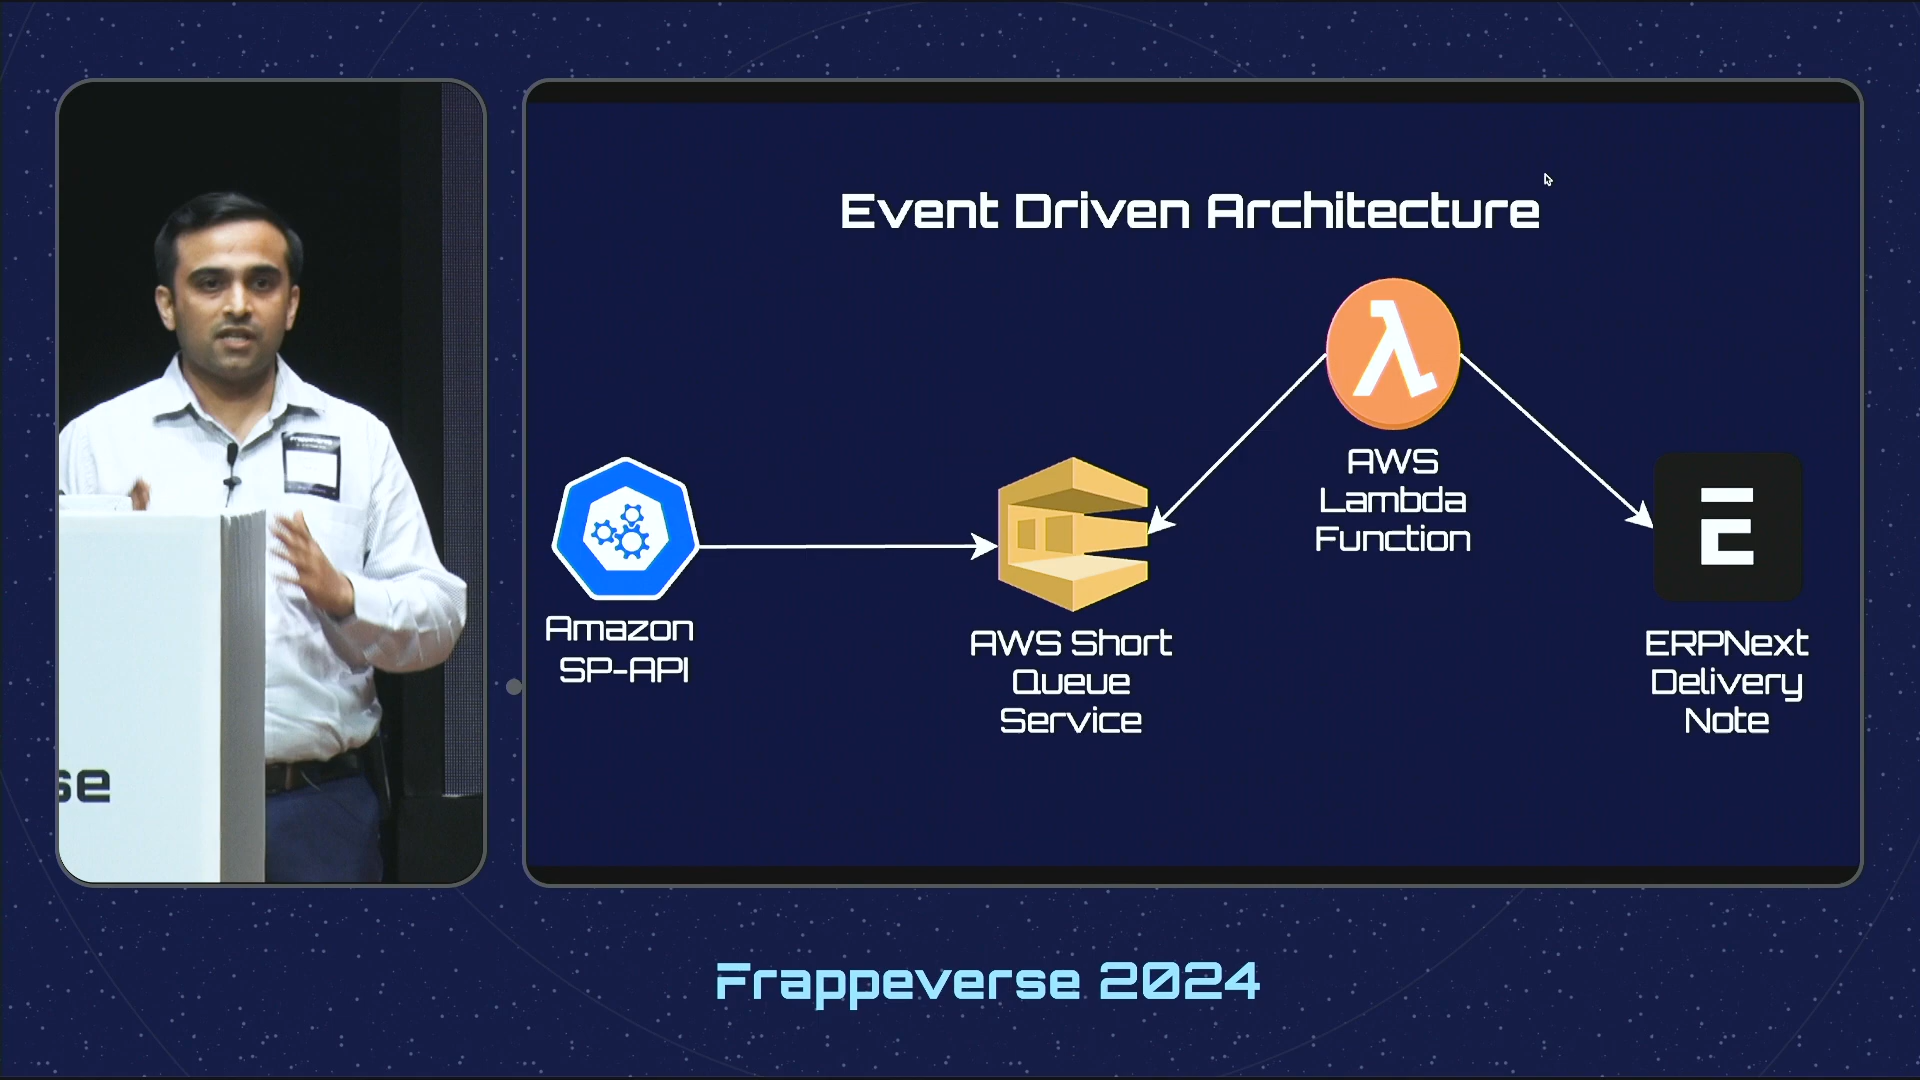 Event Driven Architecture
AWS
Lambda
Function
Amazon
SP-API
AWS Short
Queue
Service
ERPNext
Delivery
Note
se
Frappeverse 2024